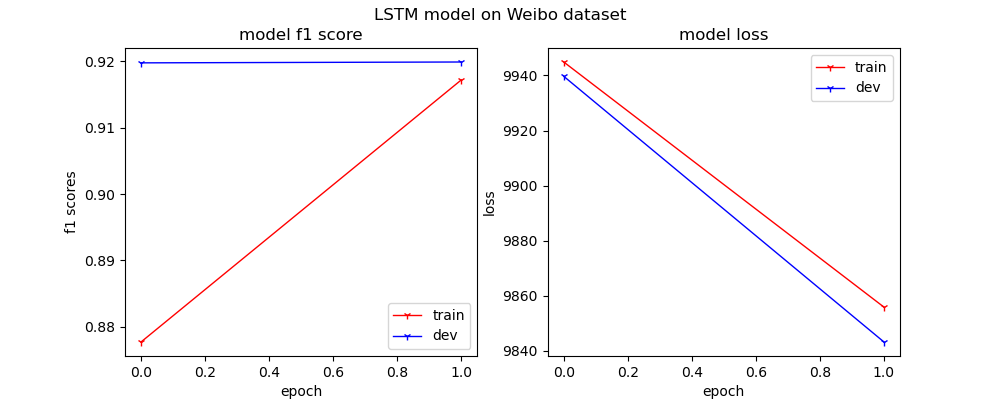 LSTM model on Weibo dataset
model f1 score
f1 scores
0.92
0.91
0.90
0.89
0.88
train
dev
0.0 0.2 0.4 0.6 0.8 1.0
epoch
model loss
loss
9940
9920
9900
9880
9860
9840
train
dev
0.0 0.2 0.4 0.6 0.8 1.0
epoch